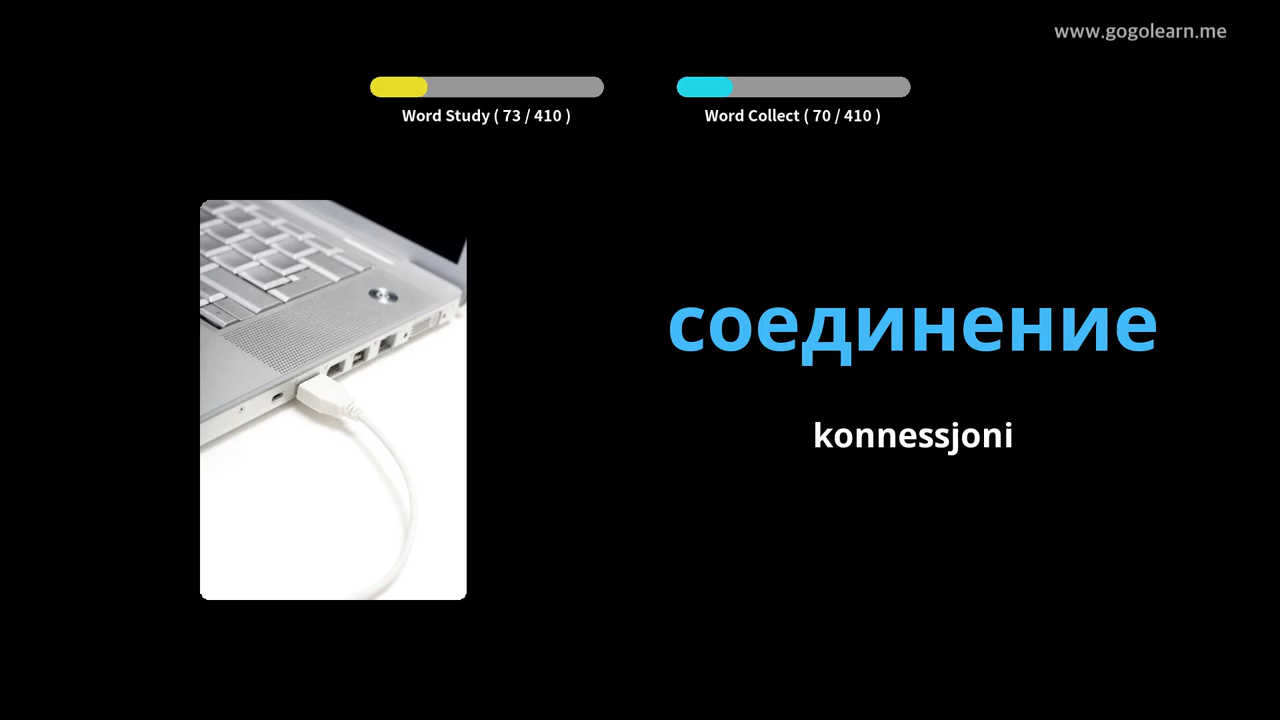 www.gogolearn.me
Word Study ( 73 / 410 )
Word Collect ( 70 / 410 )
соединение
konnessjoni